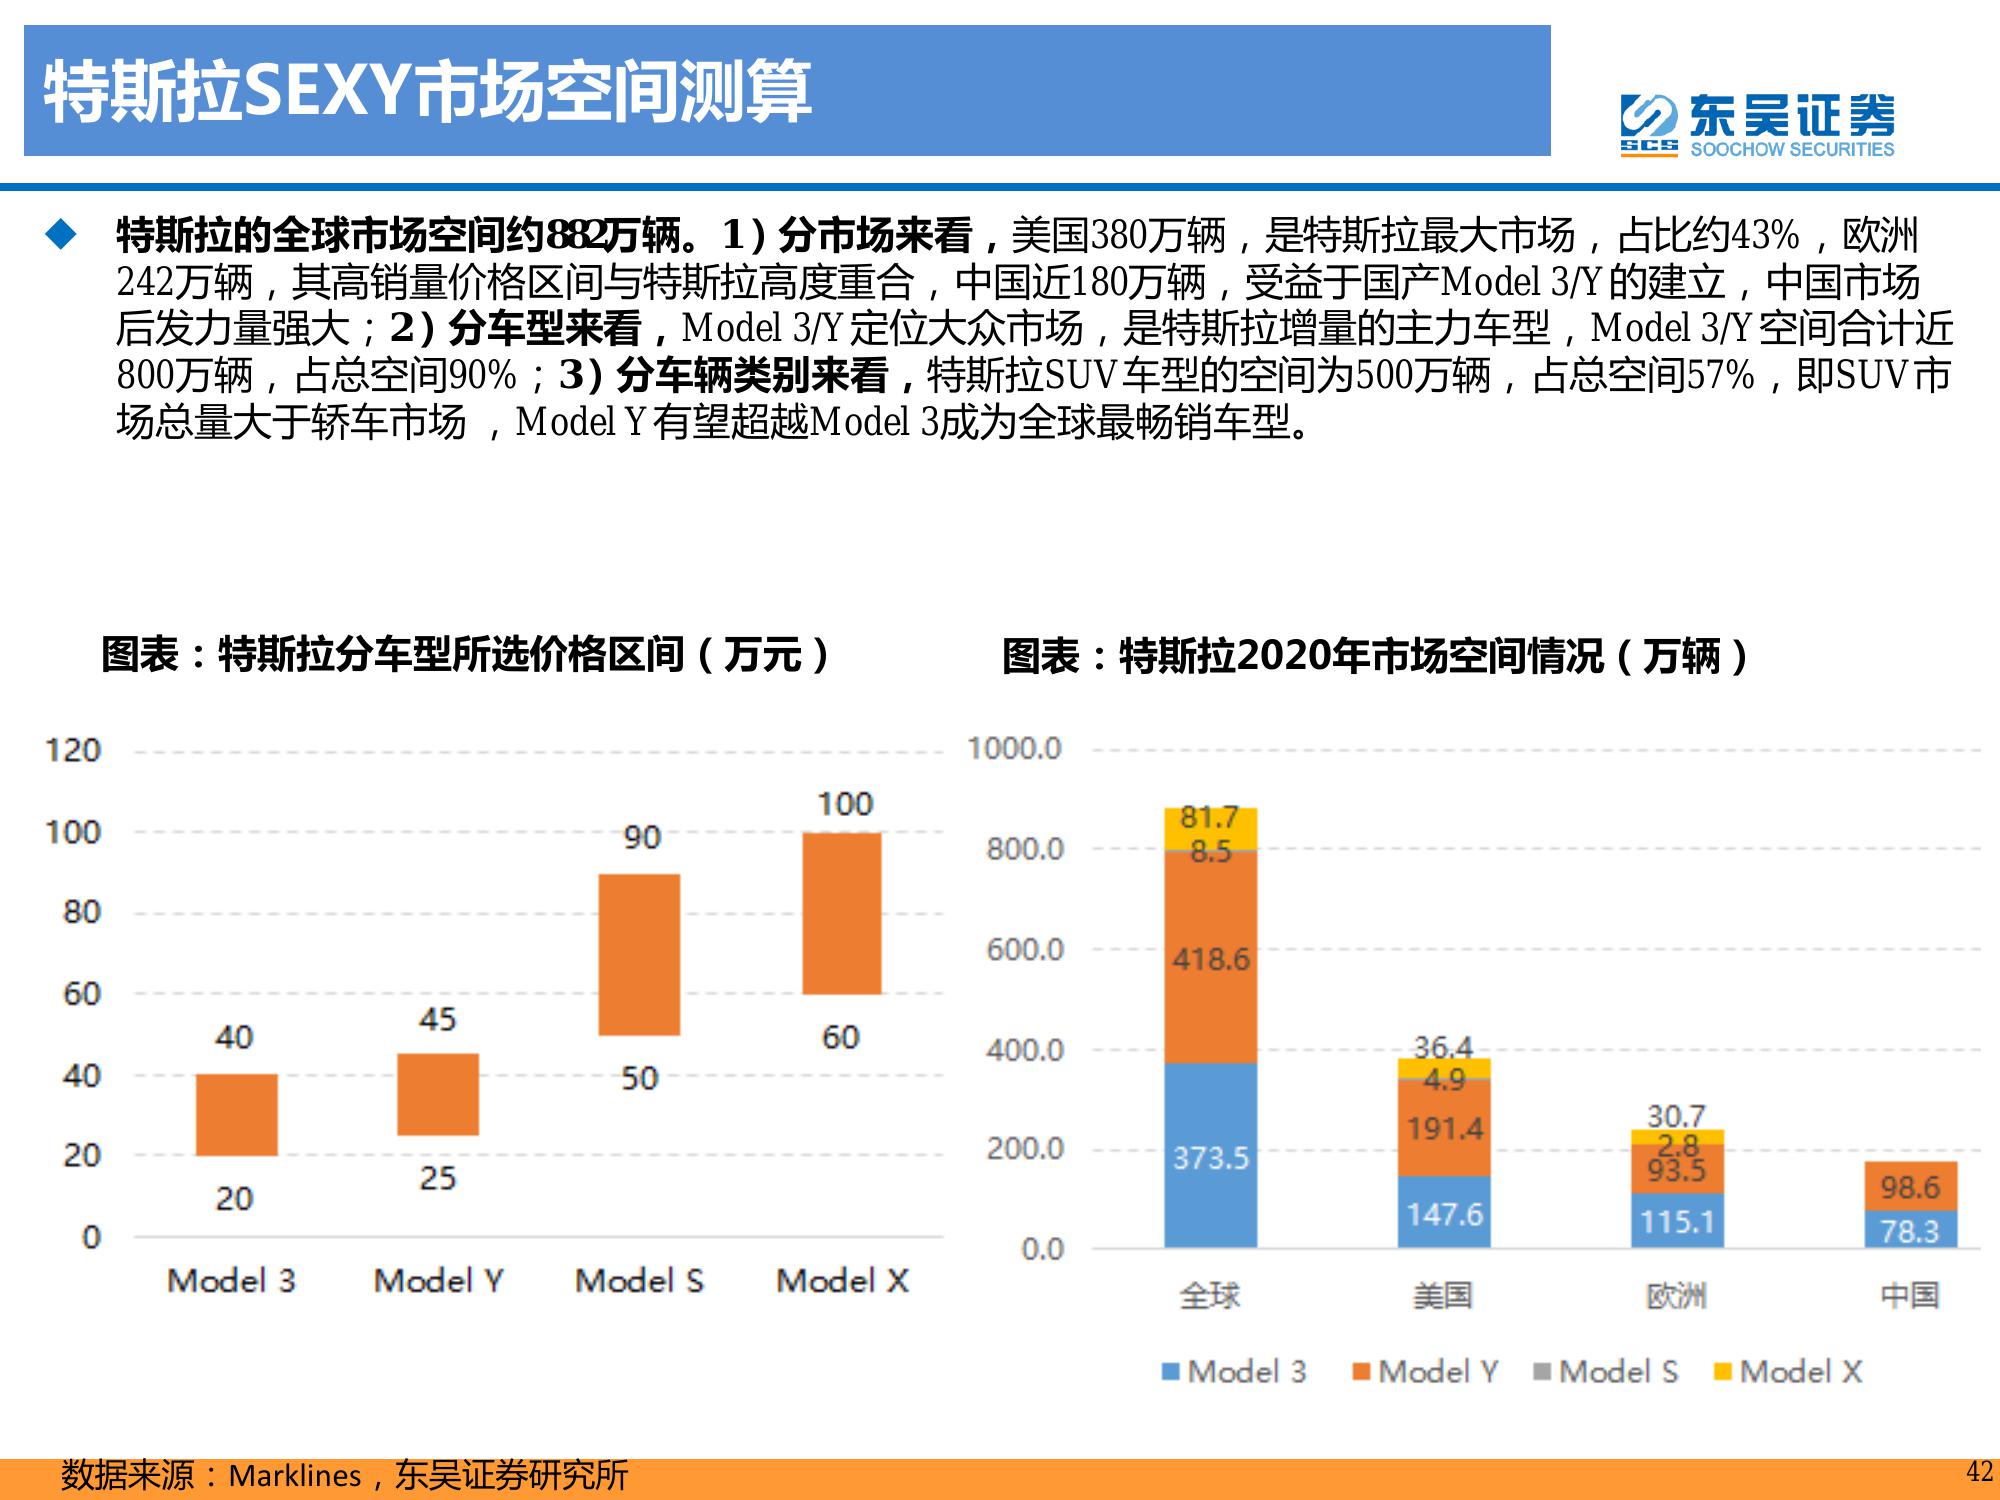 特斯拉SEXY市场空间测算
东吴证券
SCS
SOOCHOW SECURITIES
特斯拉的全球市场空间约882万辆。1）分市场来看，美国380万辆，是特斯拉最大市场，占比约43%，欧洲
242万辆，其高销量价格区间与特斯拉高度重合，中国近180万辆，受益于国产Model 3/Y的建立，中国市场
后发力量强大；2）分车型来看，Model 3/Y定位大众市场，是特斯拉增量的主力车型，Model 3/Y空间合计近
800万辆，占总空间90%；3）分车辆类别来看，特斯拉SUV车型的空间为500万辆，占总空间57%，即SUV市
场总量大于轿车市场 ，Model Y有望超越Model 3成为全球最畅销车型。
图表：特斯拉分车型所选价格区间（万元）
120
100
80
60
40
20
0
40
20
45
25
90
50
100
60
Model 3
Model Y
Model S
Model X
图表：特斯拉2020年市场空间情况（万辆）
1000.0
800.0
600.0
400.0
200.0
0.0
81.7
8.5
418.6
373.5
36.4
4.9
191.4
147.6
30.7
2.8
93.5
115.1
98.6
78.3
全球
美国
欧洲
中国
Model 3
Model Y
Model S
Model X
数据来源：Marklines，东吴证券研究所
42